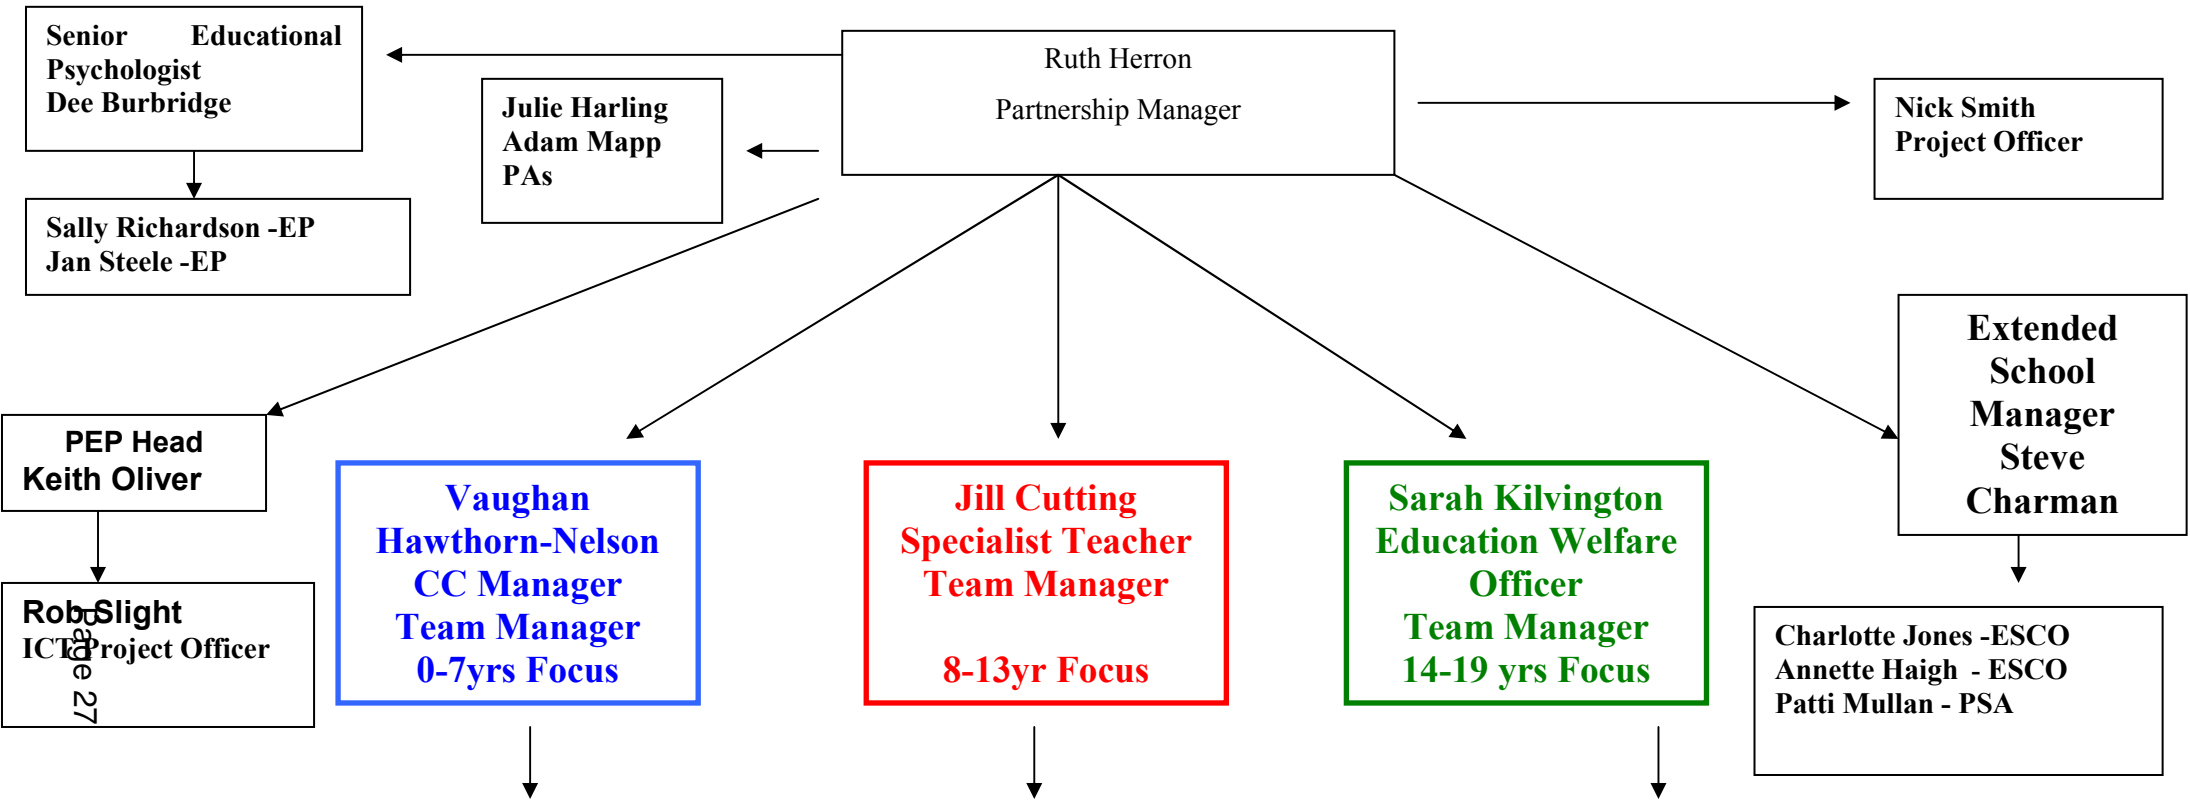 Senior Educational
Psychologist
Dee Burbridge
Ruth Herron
Partnership Manager
Julie Harling
Adam Mapp
PAs
Nick Smith
Project Officer
Sally Richardson -EP
Jan Steele -EP
Extended
School
Manager
Steve
Charman
PEP Head
Keith Oliver
Vaughan
Hawthorn-Nelson
CC Manager
Team Manager
0-7yrs Focus
Jill Cutting
Specialist Teacher
Team Manager
8-13yr Focus
Sarah Kilvington
Education Welfare
Officer
Team Manager
14-19 yrs Focus
Rob Slight
ICT Project Officer
Page 27
Charlotte Jones -ESCO
Annette Haigh - ESCO
Patti Mullan - PSA